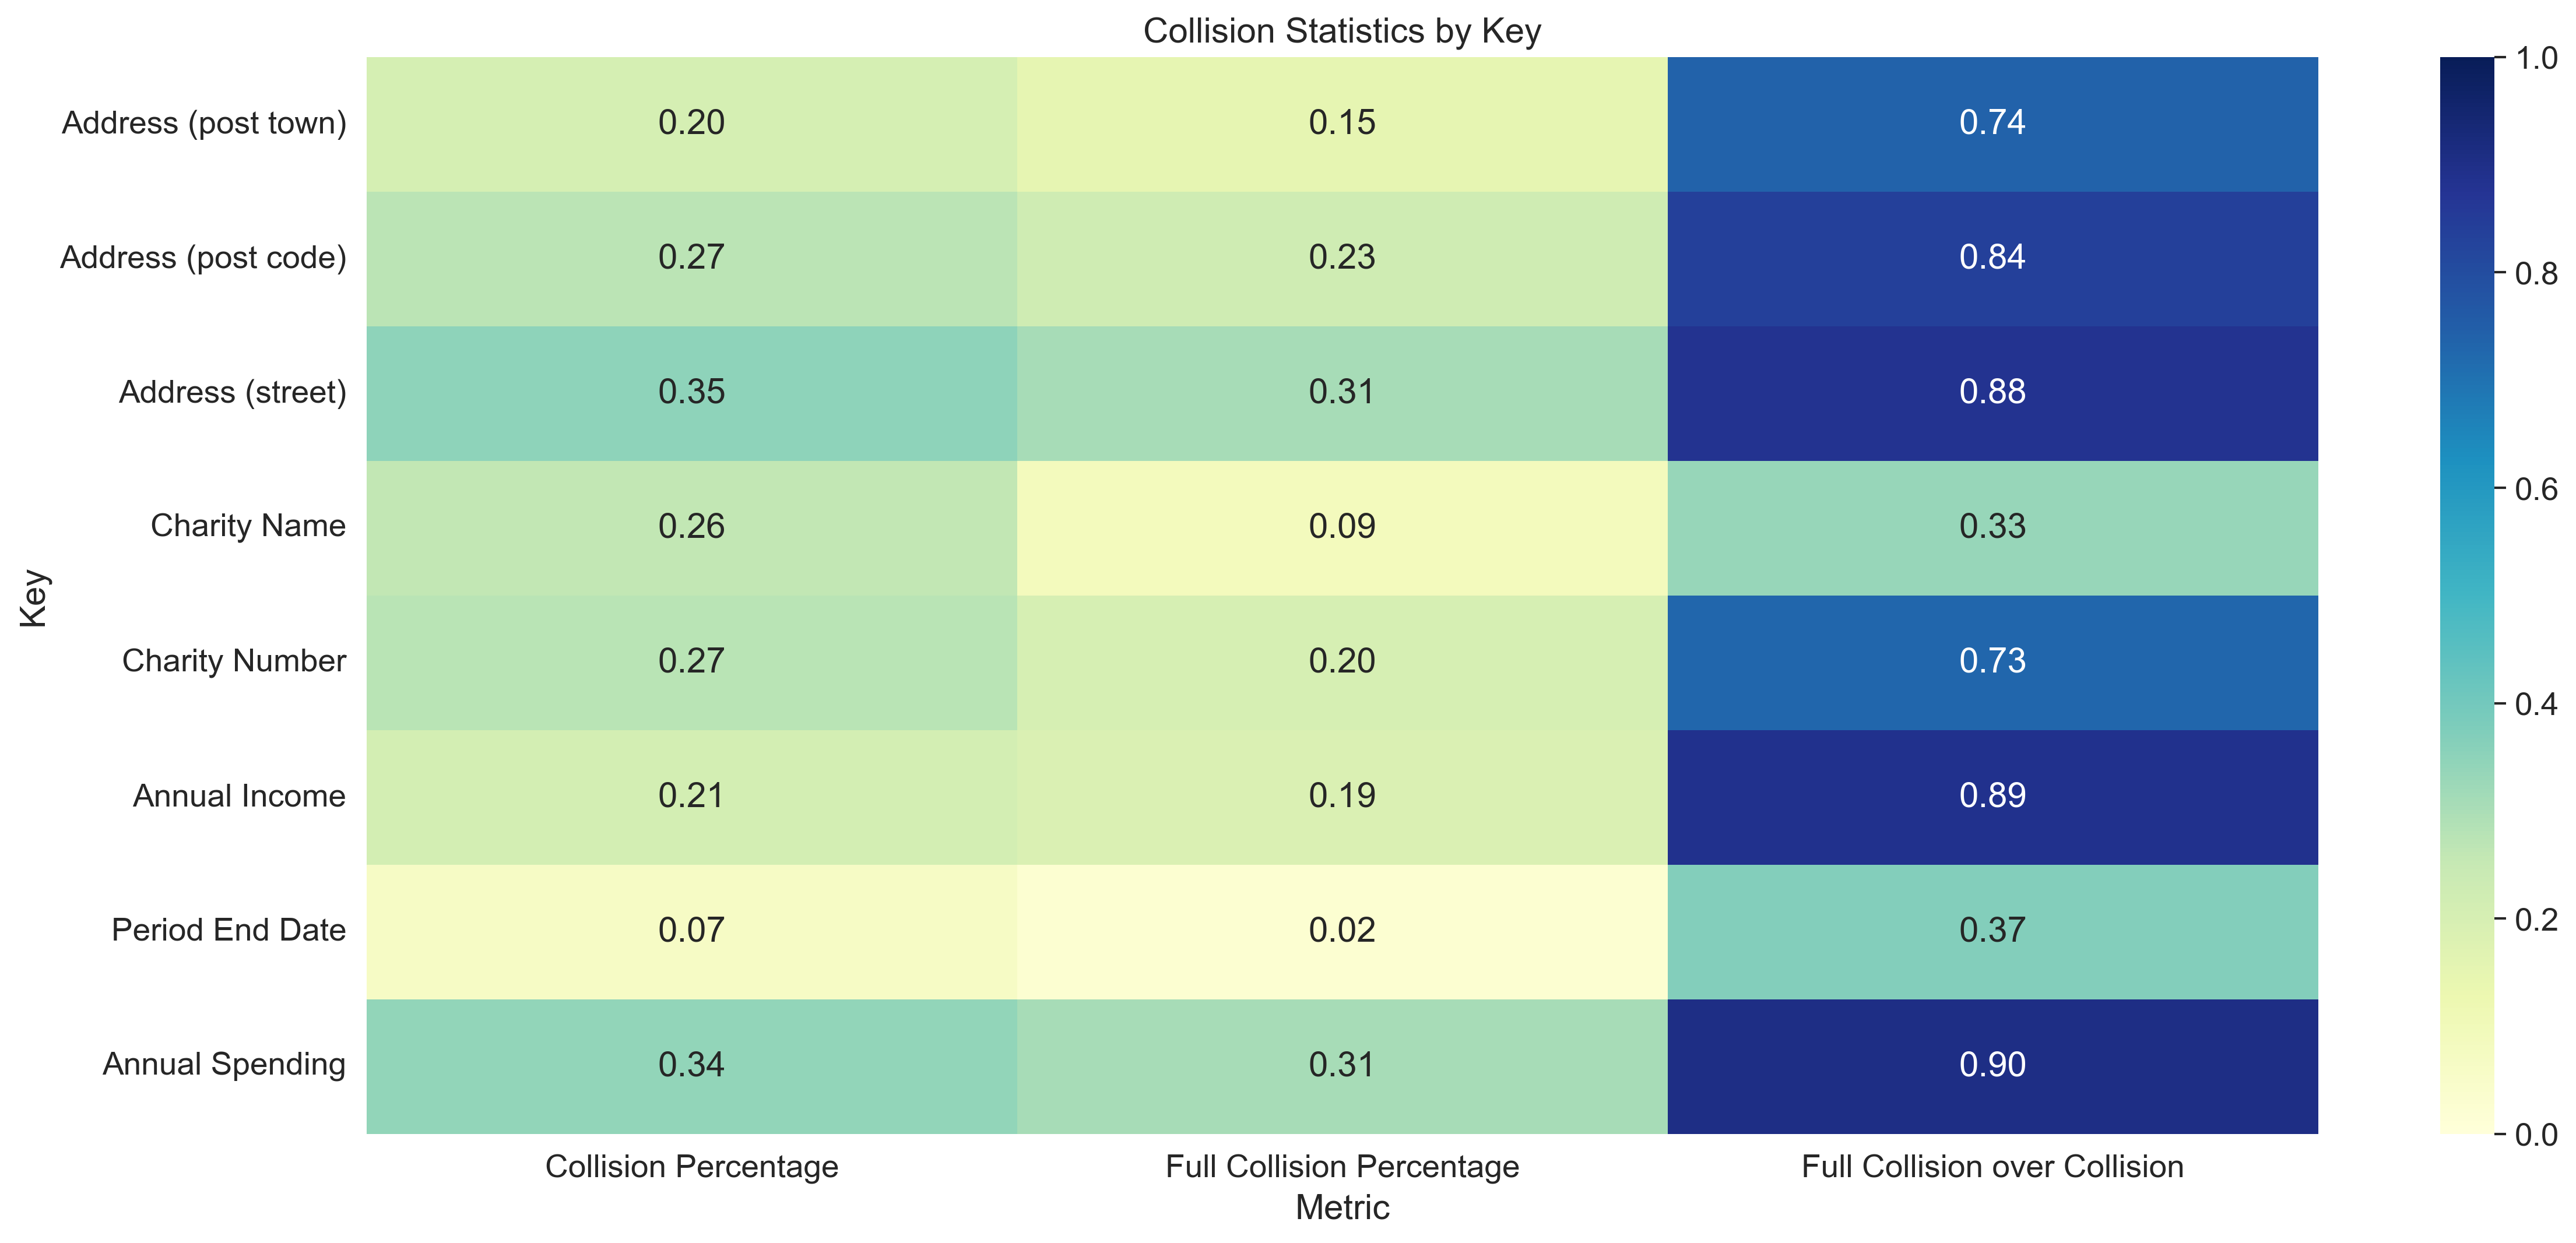 Collision Statistics by Key
Address (post town) 0.20 0.15 0.74
Address (post code) 0.27 0.23 0.84
Address (street) 0.35 0.31 0.88
Charity Name 0.26 0.09 0.33
Charity Number 0.27 0.20 0.73
Annual Income 0.21 0.19 0.89
Period End Date 0.07 0.02 0.37
Annual Spending 0.34 0.31 0.90
Key
Collision Percentage Full Collision Percentage Full Collision over Collision
Metric
1.0
0.8
0.6
0.4
0.2
0.0